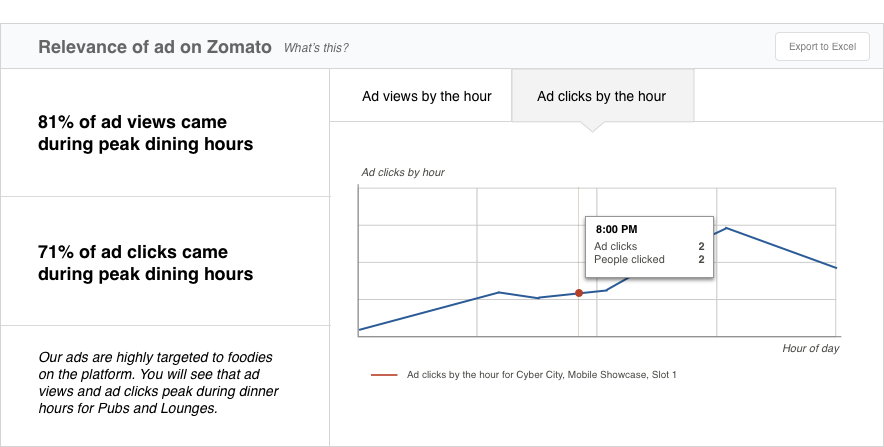 Relevance of ad on Zomato What's this?
Export to Excel
81% of ad views came
during peak dining hours
71% of ad clicks came
during peak dining hours
Our ads are highly targeted to foodies
on the platform. You will see that ad
views and ad clicks peak during dinner
hours for Pubs and Lounges.
Ad views by the hour
Ad clicks by the hour
Ad clicks by hour
8:00 PM
Ad clicks 2
People clicked 2
Hour of day
Ad clicks by the hour for Cyber City, Mobile Showcase, Slot 1